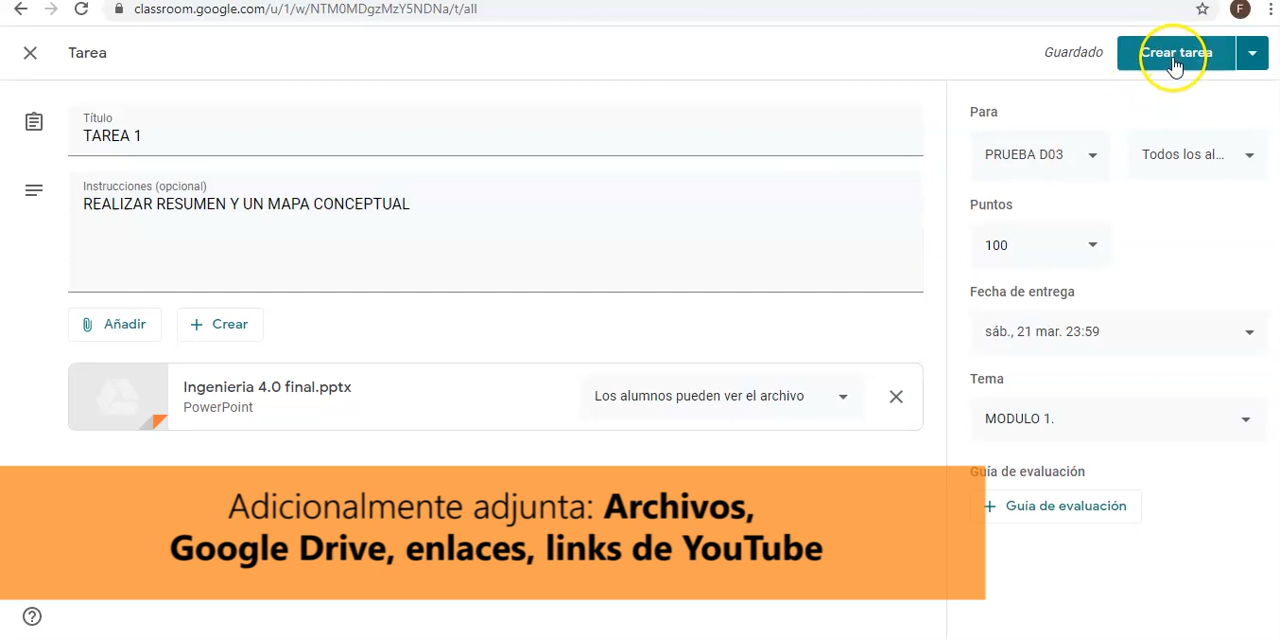 classroom.google.com/u/1/w/NTM0MDgzMzY5NDNa/t/all
F
Tarea
Guardado
Crear tarea
Título
TAREA 1
Instrucciones (opcional)
REALIZAR RESUMEN Y UN MAPA CONCEPTUAL
Añadir
Crear
Ingenieria 4.0 final.pptx
PowerPoint
Los alumnos pueden ver el archivo
Para
PRUEBA D03
Todos los al...
Puntos
100
Fecha de entrega
sáb., 21 mar. 23:59
Tema
MODULO 1.
Guía de evaluación
+ Guía de evaluación
Adicionalmente adjunta: Archivos,
Google Drive, enlaces, links de YouTube